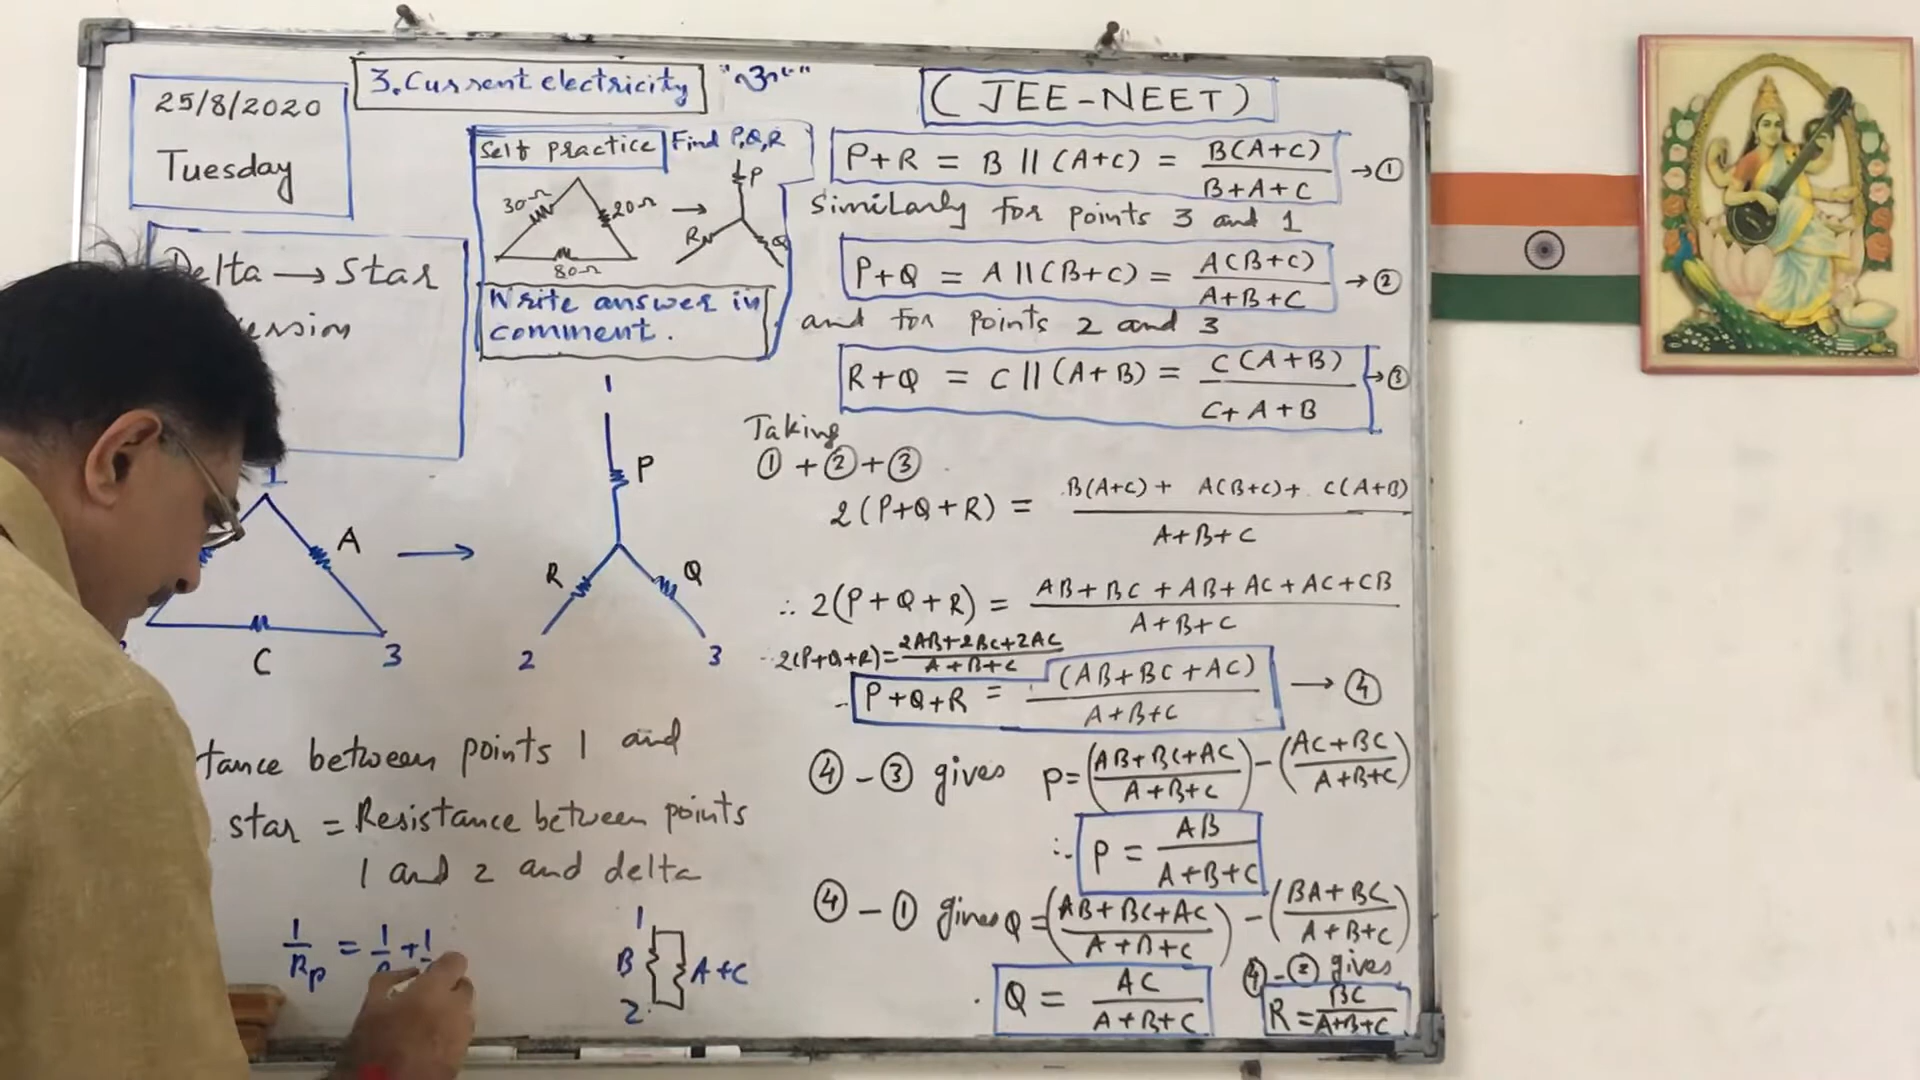 25/8/2020
Tuesday
3. Current electricity
(JEE-NEET)
Delta → Star
Self practice
Find P,Q,R
30Ω
20Ω
80Ω
P
R
Q
Write answer in
comment.
1
A
C
3
1
P
R
Q
2
3
tance between points 1 and
star = Resistance between points
1 and 2 and delta
1/Rp = 1/
1
B
A+C
2
P+R = B || (A+C) = B(A+C)/B+A+C → ①
Similarly for points 3 and 1
P+Q = A || (B+C) = A(B+C)/A+B+C → ②
and for points 2 and 3
R+Q = C || (A+B) = C(A+B)/C+A+B → ③
Taking
① + ② + ③
2(P+Q+R) = B(A+C) + A(B+C) + C(A+B)/A+B+C
∴ 2(P+Q+R) = AB+BC+AB+AC+AC+CB/A+B+C
∴ 2(P+Q+R) = 2AB+2BC+2AC/A+B+C
P+Q+R = (AB+BC+AC)/A+B+C → ④
④ - ③ gives P = (AB+BC+AC/A+B+C) - (AC+BC/A+B+C)
∴ P = AB/A+B+C
④ - ① gives Q = (AB+BC+AC/A+B+C) - (BA+BC/A+B+C)
Q = AC/A+B+C
④ - ② gives
R = BC/A+B+C